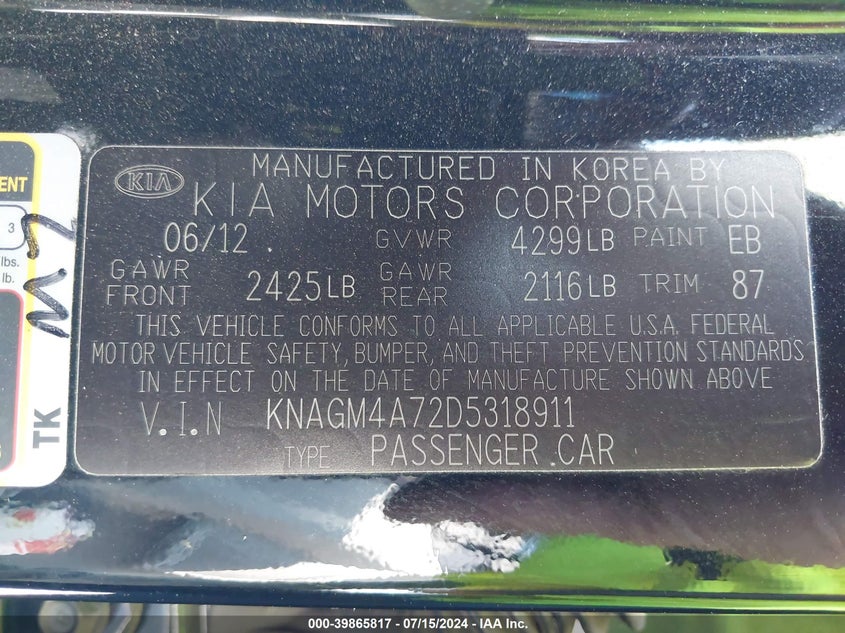 MANUFACTURED IN KOREA BY
KIA KIA MOTORS CORPORATION
06/12 GVWR 4299LB PAINT EB
GAWR FRONT 2425LB GAWR REAR 2116LB TRIM 87
THIS VEHICLE CONFORMS TO ALL APPLICABLE U.S.A. FEDERAL
MOTOR VEHICLE SAFETY, BUMPER, AND THEFT PREVENTION STANDARDS
IN EFFECT ON THE DATE OF MANUFACTURE SHOWN ABOVE
V.I.N KNAGM4A72D5318911
TYPE PASSENGER CAR
3
lbs.
lb.
TK
000-39865817 - 07/15/2024 - IAA Inc.